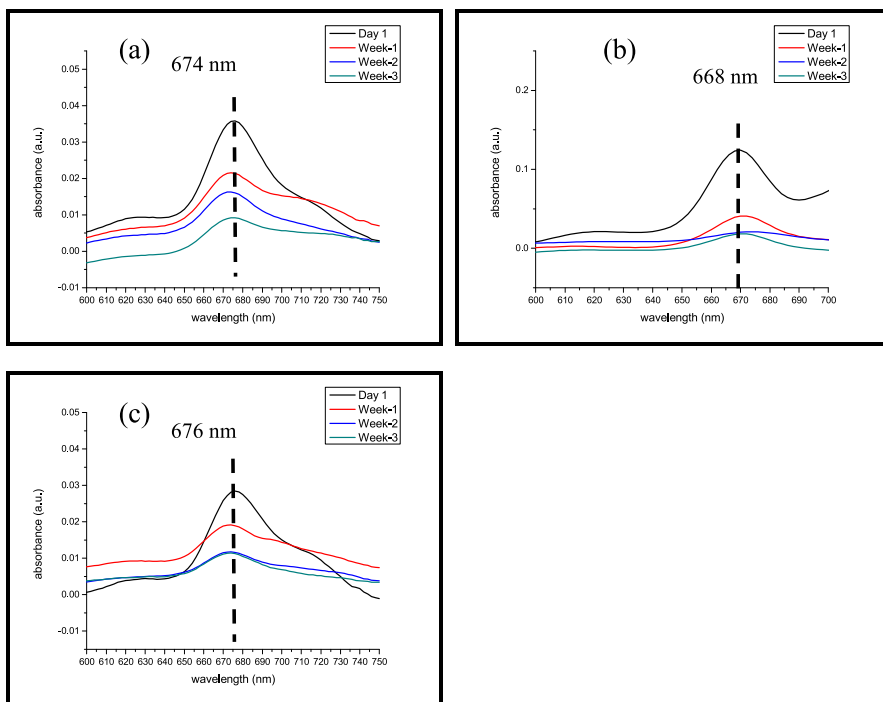 (a)
674 nm
Day 1
Week-1
Week-2
Week-3
absorbance (a.u.)
0.05
0.04
0.03
0.02
0.01
0.00
-0.01
600 610 620 630 640 650 660 670 680 690 700 710 720 730 740 750
wavelength (nm)
(b)
668 nm
Day 1
Week-1
Week-2
Week-3
absorbance (a.u.)
0.2
0.1
0.0
600 620 640 660 680 700
wavelength (nm)
(c)
676 nm
Day 1
Week-1
Week-2
Week-3
absorbance (a.u.)
0.05
0.04
0.03
0.02
0.01
0.00
-0.01
600 610 620 630 640 650 660 670 680 690 700 710 720 730 740 750
wavelength (nm)